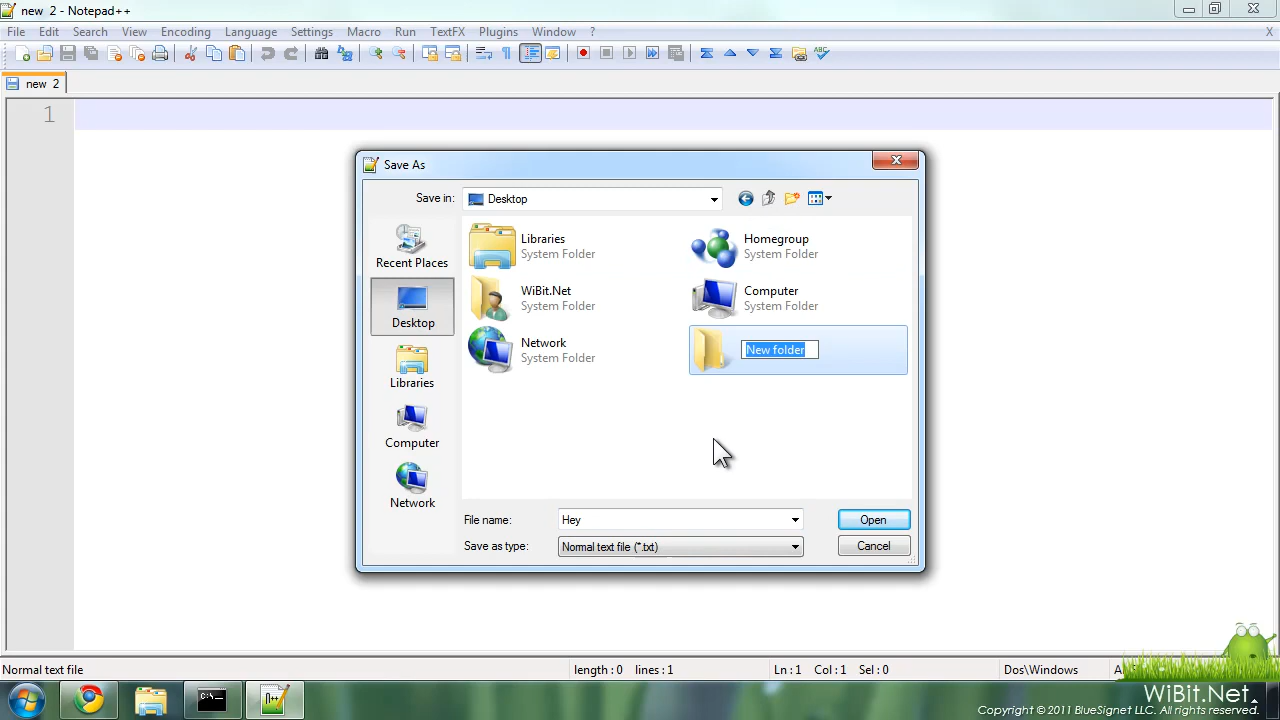 new  2 - Notepad++
File Edit Search View Encoding Language Settings Macro Run TextFX Plugins Window ? X
new  2
1
Save As
Save in: Desktop
Recent Places
Desktop
Libraries
Computer
Network
Libraries
System Folder
Homegroup
System Folder
WiBit.Net
System Folder
Computer
System Folder
Network
System Folder
New folder
File name: Hey Open
Save as type: Normal text file (*.txt) Cancel
Normal text file length : 0 lines : 1 Ln : 1 Col : 1 Sel : 0 Dos\Windows
C:\
WiBit.Net
Copyright © 2011 BlueSignet LLC. All rights reserved.